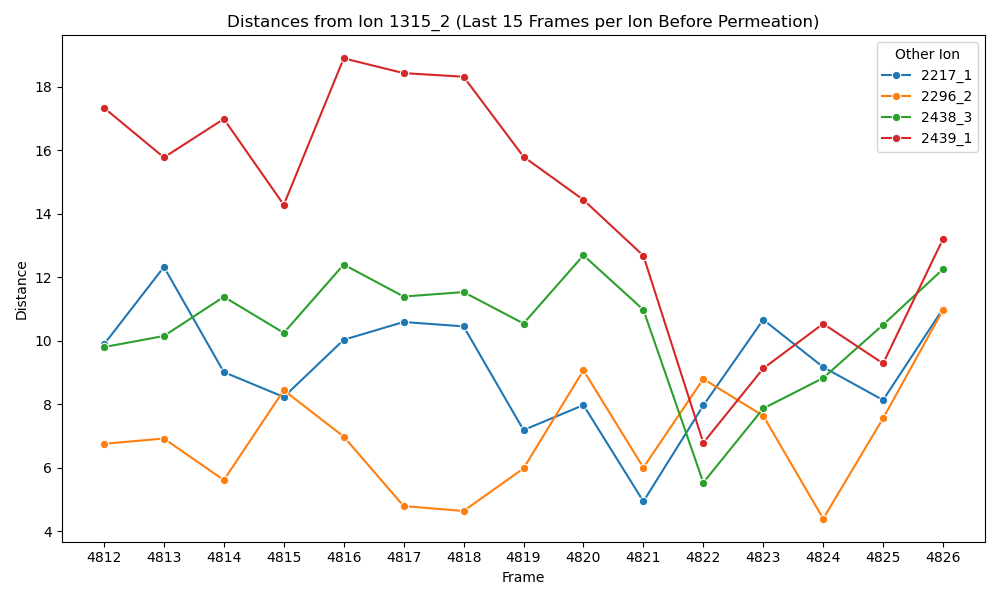 Distances from Ion 1315_2 (Last 15 Frames per Ion Before Permeation)
Other Ion
2217_1
2296_2
2438_3
2439_1
Distance
18
16
14
12
10
8
6
4
4812 4813 4814 4815 4816 4817 4818 4819 4820 4821 4822 4823 4824 4825 4826
Frame